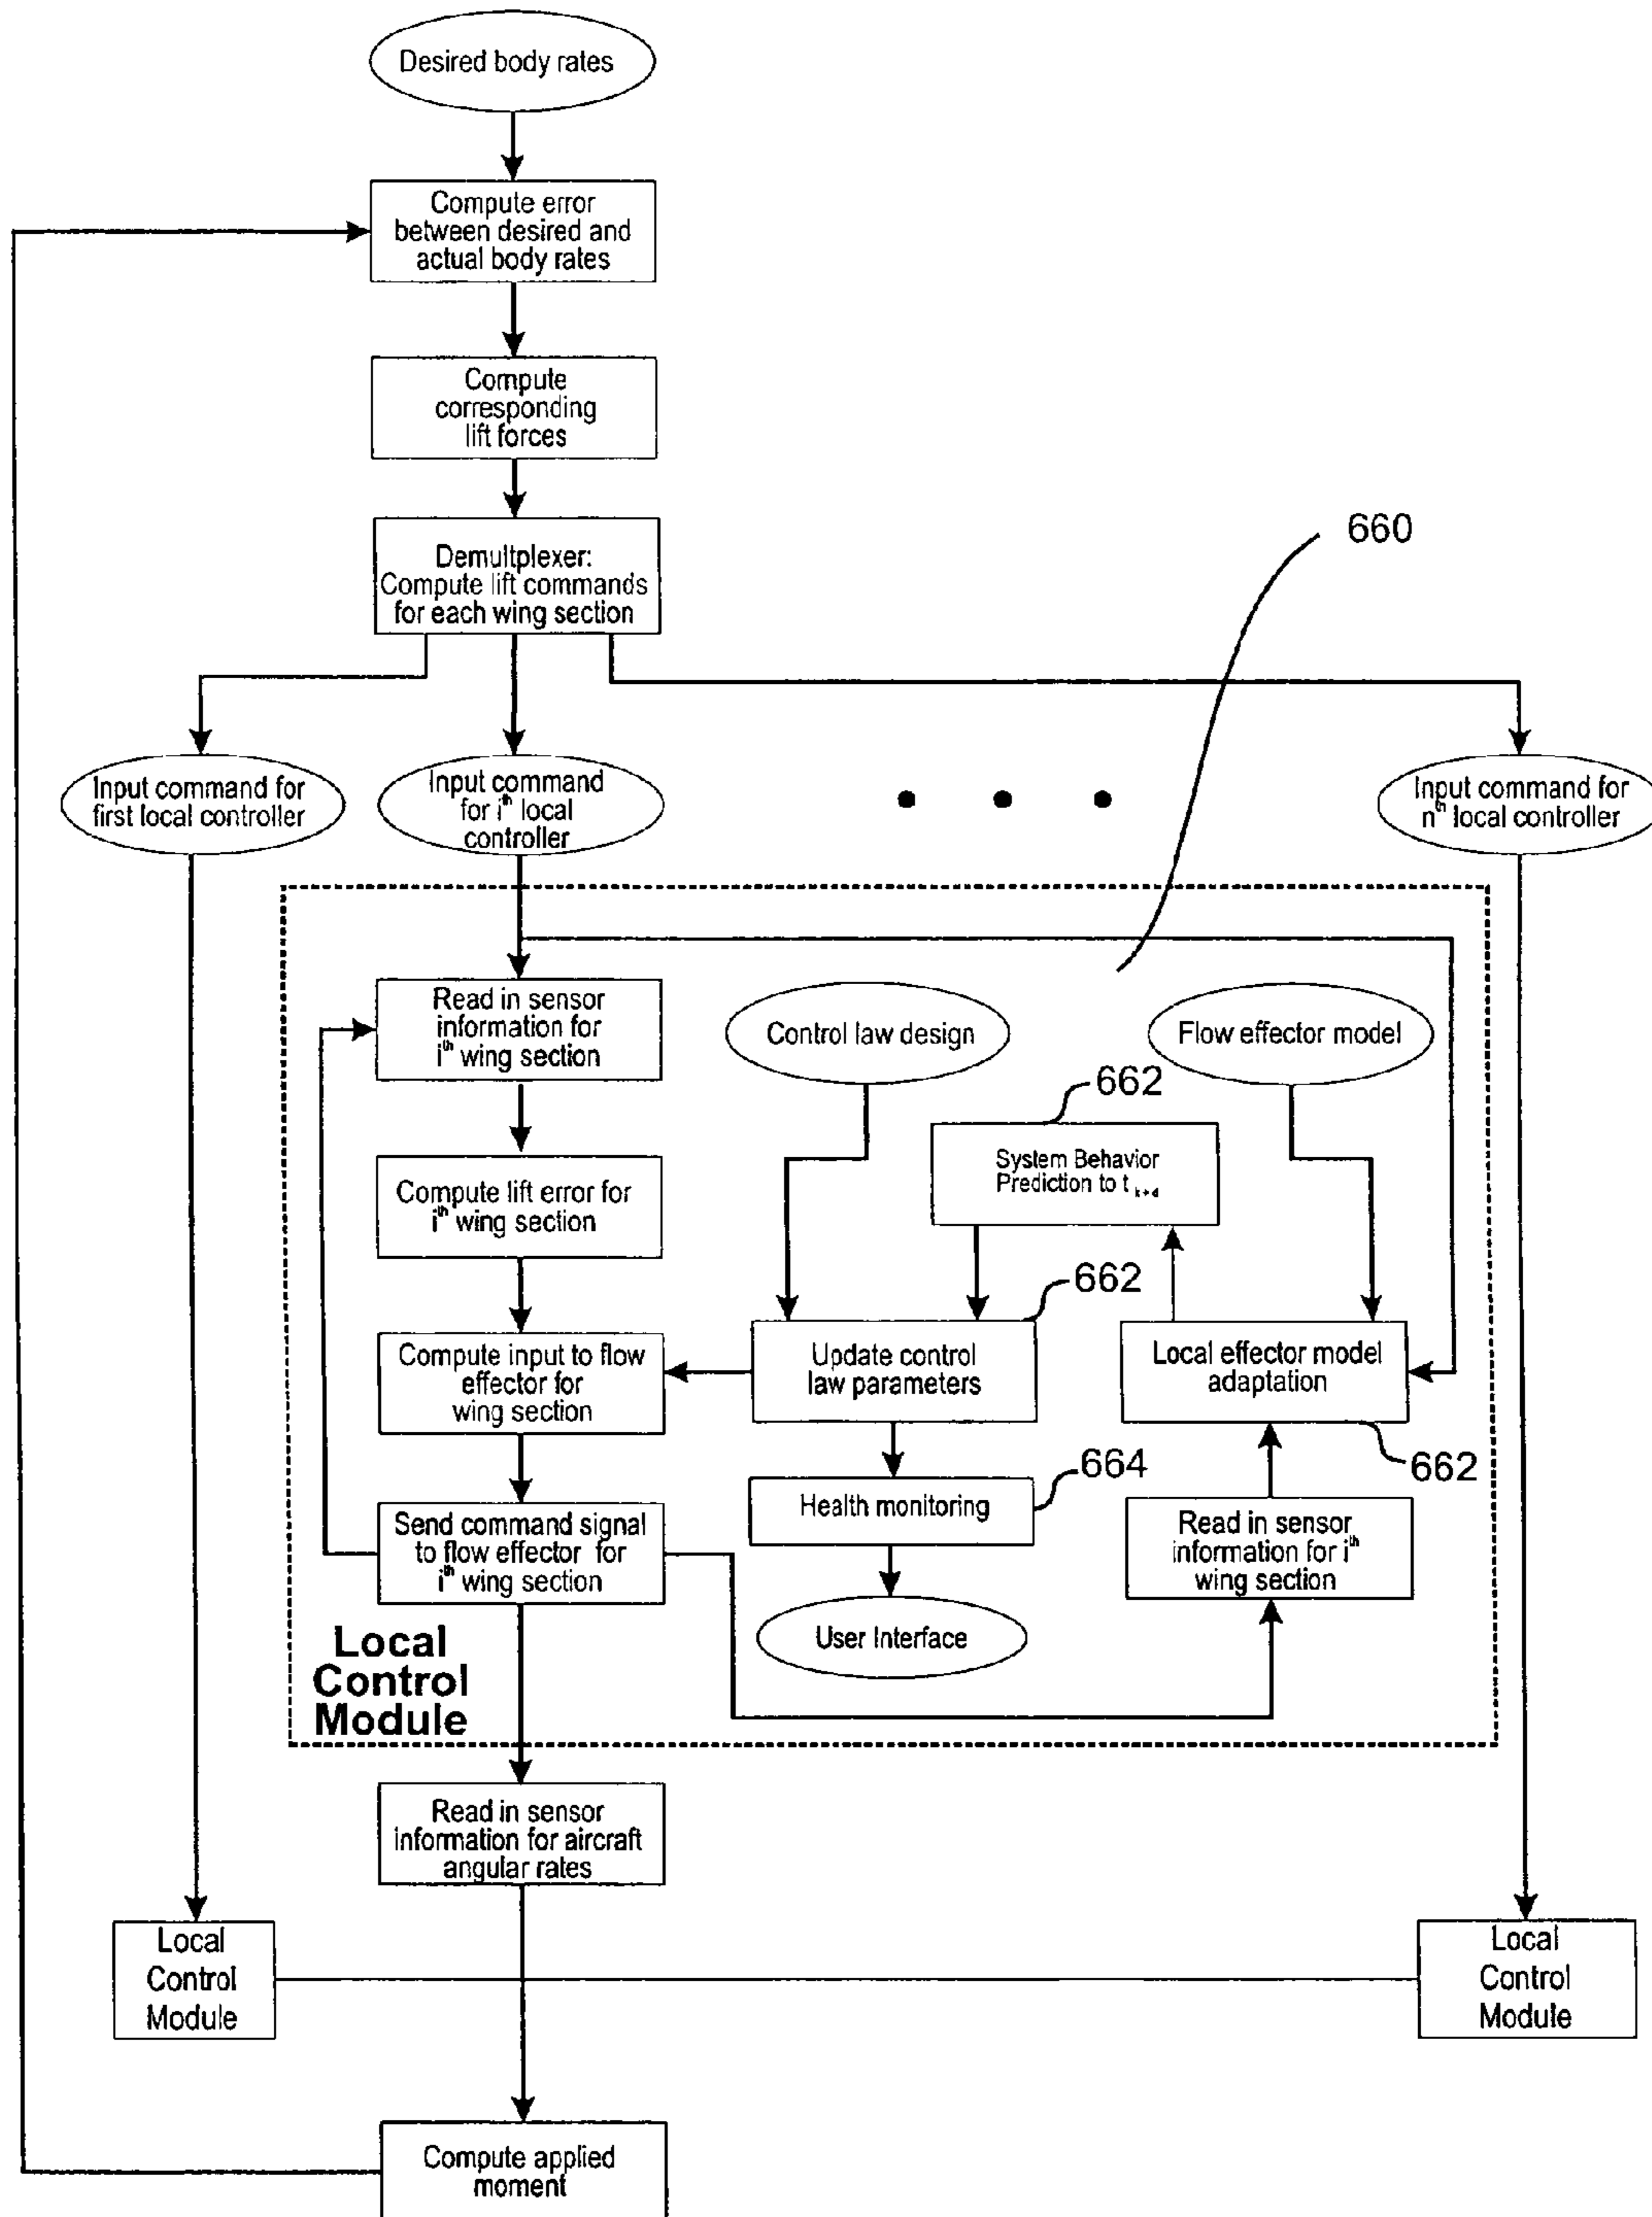 Desired body rates
Compute error
between desired and
actual body rates
Compute
corresponding
lift forces
Demultplexer:
Compute lift commands
for each wing section
660
Input command for
first local controller
Input command
for ith local
controller
Input command for
nth local controller
Read in sensor
information for
ith wing section
Control law design
Flow effector model
662
System Behavior
Prediction to t k+d
Compute lift error for
ith wing section
662
Compute input to flow
effector for
wing section
Update control
law parameters
Local effector model
adaptation
662
664
Health monitoring
Send command signal
to flow effector for
ith wing section
Read in sensor
information for ith
wing section
User Interface
Local
Control
Module
Read in sensor
information for aircraft
angular rates
Local
Control
Module
Local
Control
Module
Compute applied
moment